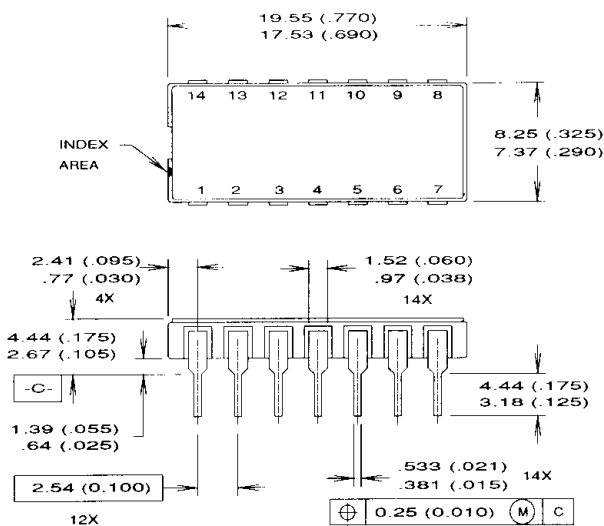 19.55 (.770)
17.53 (.690)
14 13 12 11 10 9 8
8.25 (.325)
7.37 (.290)
INDEX
AREA
1 2 3 4 5 6 7
2.41 (.095)
.77 (.030)
4X
1.52 (.060)
.97 (.038)
14X
4.44 (.175)
2.67 (.105)
-C-
4.44 (.175)
3.18 (.125)
1.39 (.055)
.64 (.025)
2.54 (0.100)
12X
.533 (.021)
.381 (.015)
14X
0.25 (0.010) M C